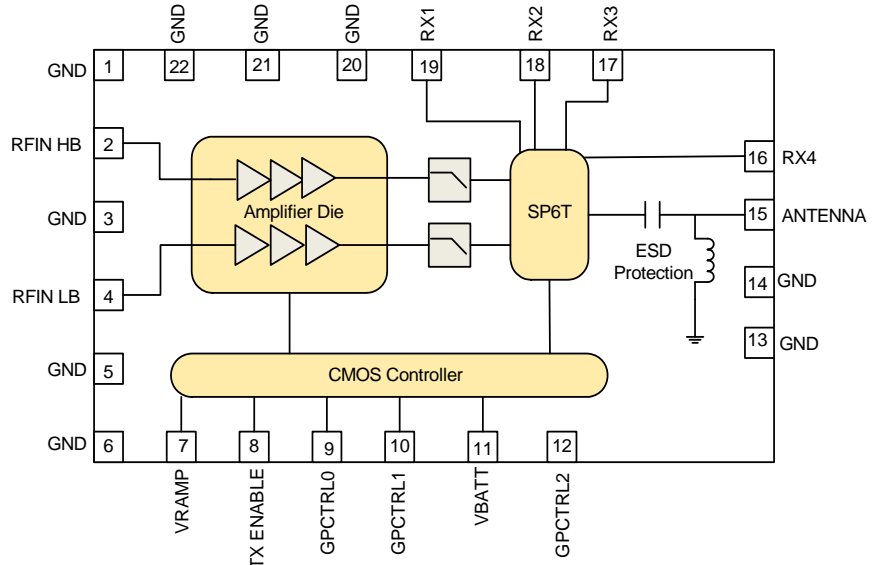 GND
GND
GND
RX1
RX2
RX3
GND
1
22
21
20
19
18
17
RFIN HB
2
16
RX4
Amplifier Die
SP6T
GND
3
15
ANTENNA
ESD
Protection
RFIN LB
4
14
GND
13
GND
GND
5
CMOS Controller
GND
6
7
8
9
10
11
12
VRAMP
TX ENABLE
GPCTRL0
GPCTRL1
VBATT
GPCTRL2